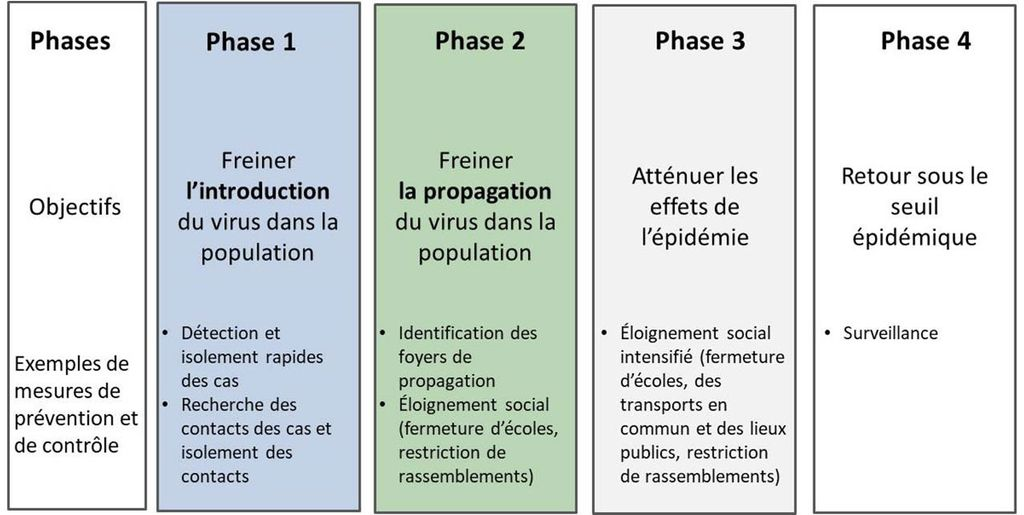 Phases
Objectifs
Exemples de
mesures de
prévention et
de contrôle
Phase 1
Freiner
l’introduction
du virus dans la
population
• Détection et
isolement rapides
des cas
• Recherche des
contacts des cas et
isolement des
contacts
Phase 2
Freiner
la propagation
du virus dans la
population
• Identification des
foyers de
propagation
• Éloignement social
(fermeture d’écoles,
restriction de
rassemblements)
Phase 3
Atténuer les
effets de
l’épidémie
• Éloignement social
intensifié (fermeture
d’écoles, des
transports en
commun et des lieux
publics, restriction
de rassemblements)
Phase 4
Retour sous le
seuil
épidémique
• Surveillance